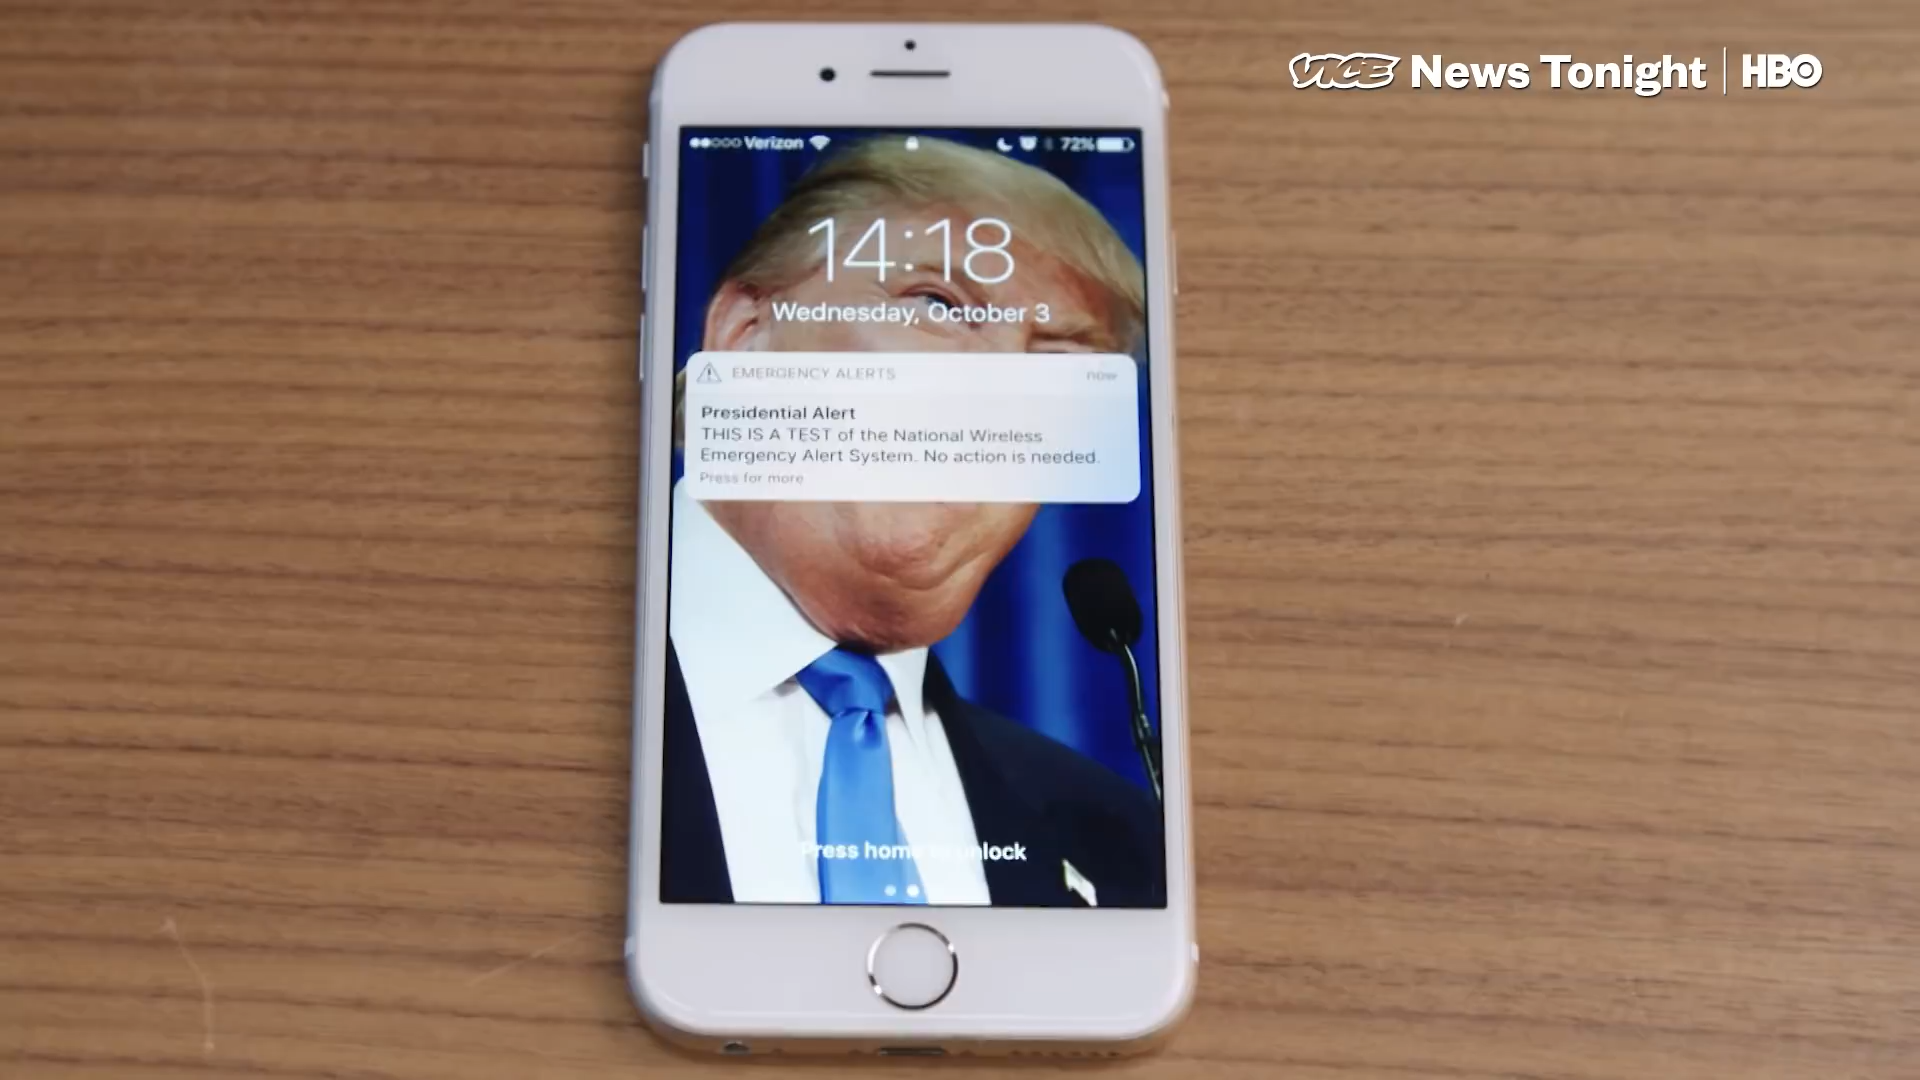 VICE News Tonight | HBO
Verizon 72%
14:18
Wednesday, October 3
EMERGENCY ALERTS now
Presidential Alert
THIS IS A TEST of the National Wireless
Emergency Alert System. No action is needed.
Press for more
Press home to unlock